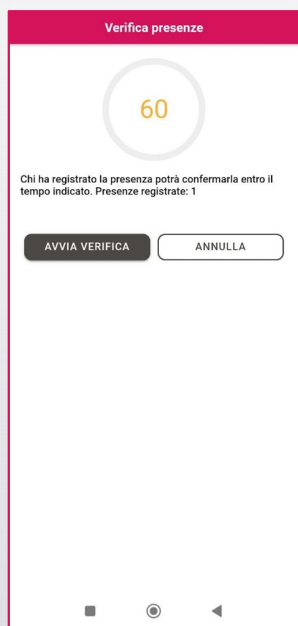 Verifica presenze
60
Chi ha registrato la presenza potrà confermarla entro il
tempo indicato. Presenze registrate: 1
AVVIA VERIFICA
ANNULLA